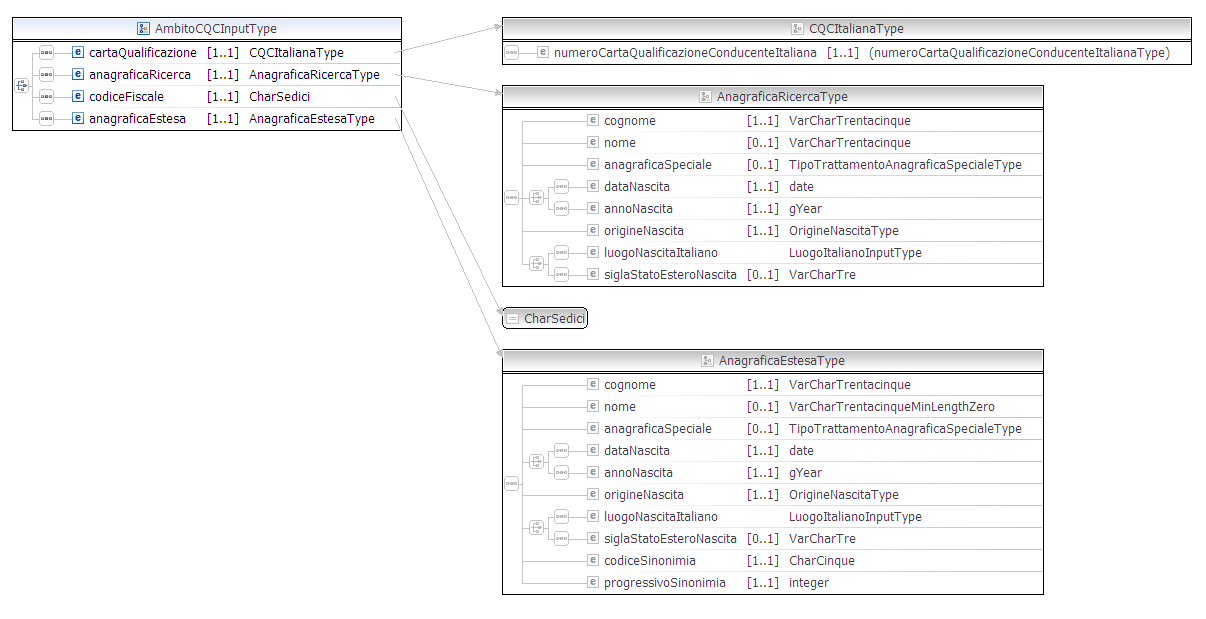 AmbitoCQCInputType
cartaQualificazione [1..1] CQCItalianaType
anagraficaRicerca [1..1] AnagraficaRicercaType
codiceFiscale [1..1] CharSedici
anagraficaEstesa [1..1] AnagraficaEstesaType
CQCItalianaType
numeroCartaQualificazioneConducenteItaliana [1..1] (numeroCartaQualificazioneConducenteItalianaType)
AnagraficaRicercaType
cognome [1..1] VarCharTrentacinque
nome [0..1] VarCharTrentacinque
anagraficaSpeciale [0..1] TipoTrattamentoAnagraficaSpecialeType
dataNascita [1..1] date
annoNascita [1..1] gYear
origineNascita [1..1] OrigineNascitaType
luogoNascitaItaliano LuogoItalianoInputType
siglaStatoEsteroNascita [0..1] VarCharTre
CharSedici
AnagraficaEstesaType
cognome [1..1] VarCharTrentacinque
nome [0..1] VarCharTrentacinqueMinLengthZero
anagraficaSpeciale [0..1] TipoTrattamentoAnagraficaSpecialeType
dataNascita [1..1] date
annoNascita [1..1] gYear
origineNascita [1..1] OrigineNascitaType
luogoNascitaItaliano LuogoItalianoInputType
siglaStatoEsteroNascita [0..1] VarCharTre
codiceSinonimia [1..1] CharCinque
progressivoSinonimia [1..1] integer